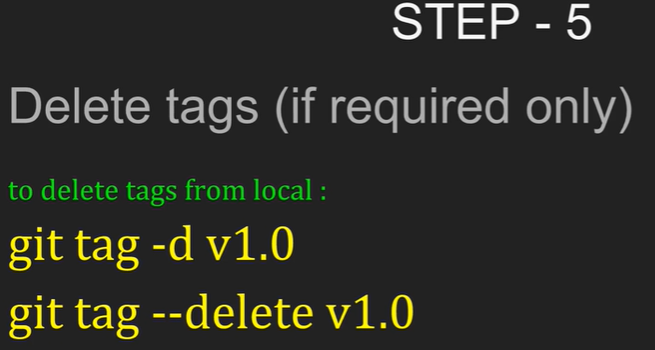 STEP - 5
Delete tags (if required only)
to delete tags from local :
git tag -d v1.0
git tag --delete v1.0